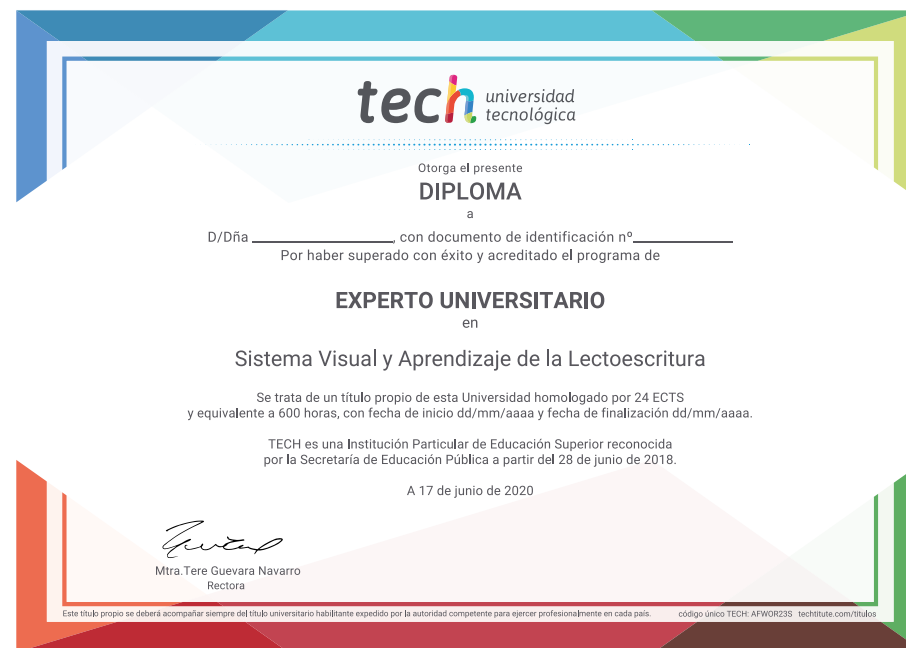 tech universidad
tecnológica
Otorga el presente
DIPLOMA
a
D/Dña ________________, con documento de identificación nº____________
Por haber superado con éxito y acreditado el programa de
EXPERTO UNIVERSITARIO
en
Sistema Visual y Aprendizaje de la Lectoescritura
Se trata de un título propio de esta Universidad homologado por 24 ECTS
y equivalente a 600 horas, con fecha de inicio dd/mm/aaaa y fecha de finalización dd/mm/aaaa.
TECH es una Institución Particular de Educación Superior reconocida
por la Secretaría de Educación Pública a partir del 28 de junio de 2018.
A 17 de junio de 2020
Mtra.Tere Guevara Navarro
Rectora
Este título propio se deberá acompañar siempre del título universitario habilitante expedido por la autoridad competente para ejercer profesionalmente en cada país. código único TECH: AFWOR23S techtitute.com/titulos